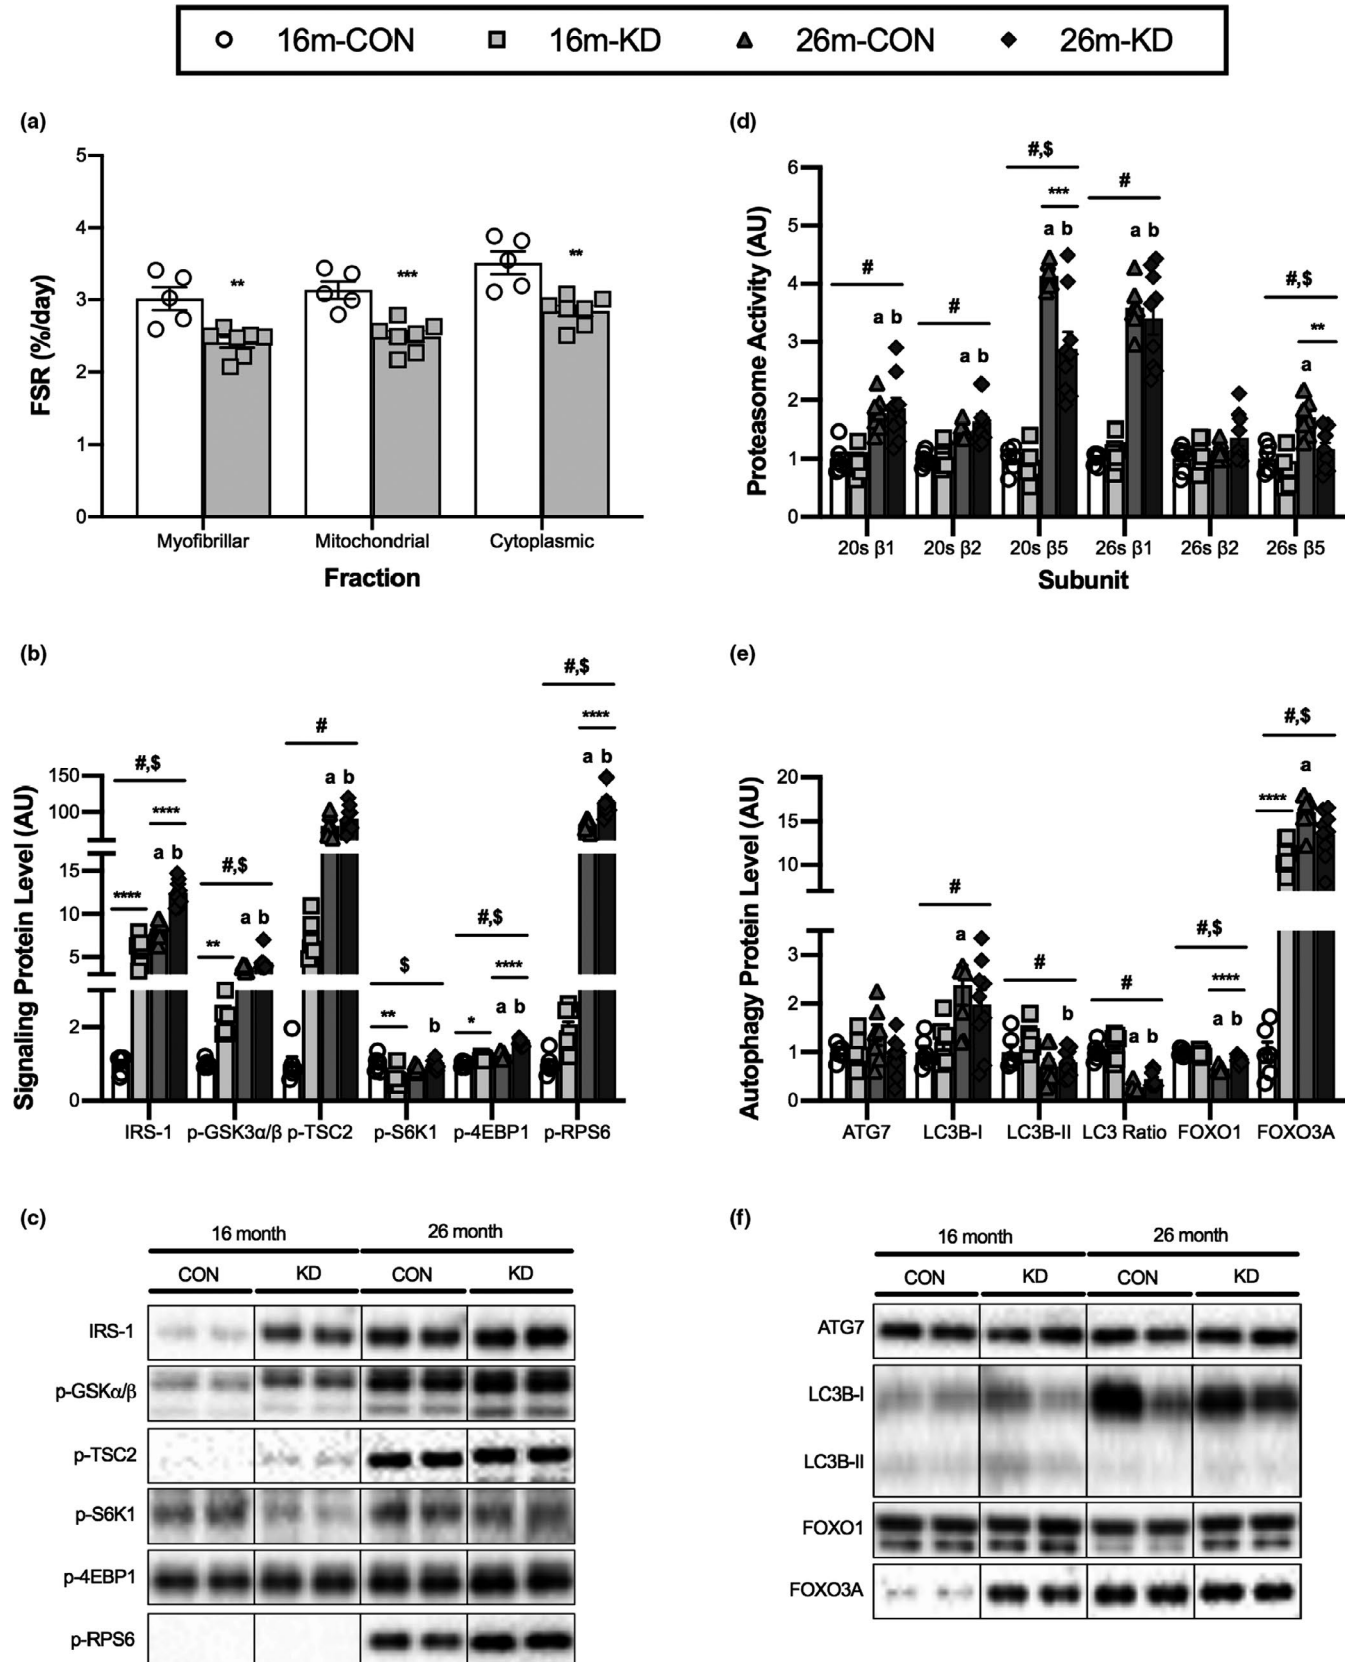 16m-CON 16m-KD 26m-CON 26m-KD
(a)
FSR (%/day)
5
4
3
2
1
0
** *** **
Myofibrillar Mitochondrial Cytoplasmic
Fraction
(b)
Signaling Protein Level (AU)
150
100
15
10
5
2
0
#,$
****
a b
****
#,$
a b
**
#
a b
$
**
b
#,$
****
a b
*
#,$
****
a b
IRS-1 p-GSK3α/β p-TSC2 p-S6K1 p-4EBP1 p-RPS6
(c)
16 month 26 month
CON KD CON KD
IRS-1
p-GSKα/β
p-TSC2
p-S6K1
p-4EBP1
p-RPS6
(d)
Proteasome Activity (AU)
6
5
4
3
2
1
0
#
a b
#
a b
#,$
***
a b
#
a b
#,$
**
a
20s β1 20s β2 20s β5 26s β1 26s β2 26s β5
Subunit
(e)
Autophagy Protein Level (AU)
20
15
10
3
2
1
0
#
a
#
b
#
a b
#,$
****
a b
#,$
a
****
ATG7 LC3B-I LC3B-II LC3 Ratio FOXO1 FOXO3A
(f)
16 month 26 month
CON KD CON KD
ATG7
LC3B-I
LC3B-II
FOXO1
FOXO3A